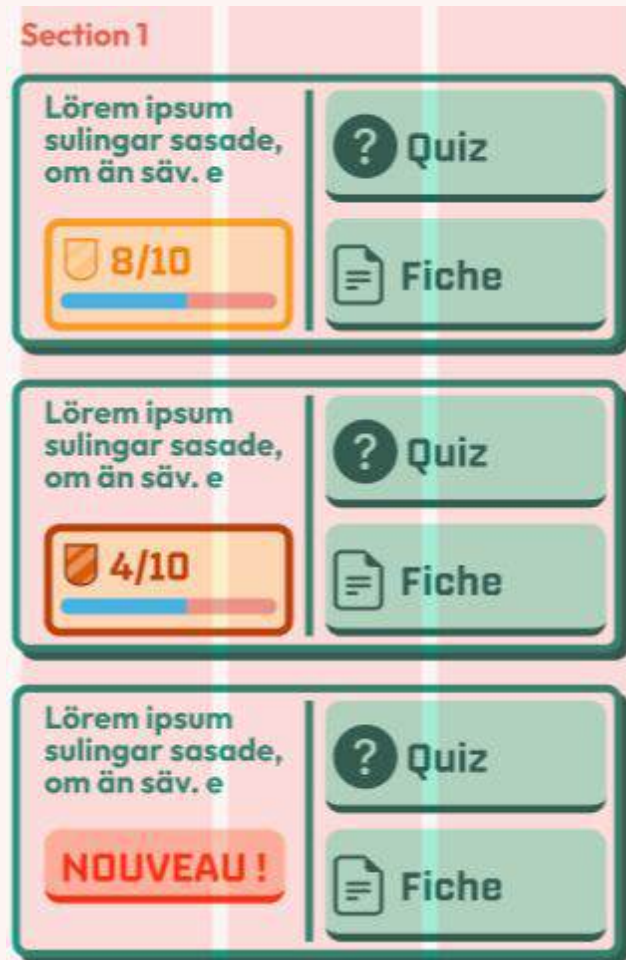 Section 1
Lörem ipsum
sulingar sasade,
om än säv. e
8/10
Quiz
Fiche
Lörem ipsum
sulingar sasade,
om än säv. e
4/10
Quiz
Fiche
Lörem ipsum
sulingar sasade,
om än säv. e
NOUVEAU !
Quiz
Fiche